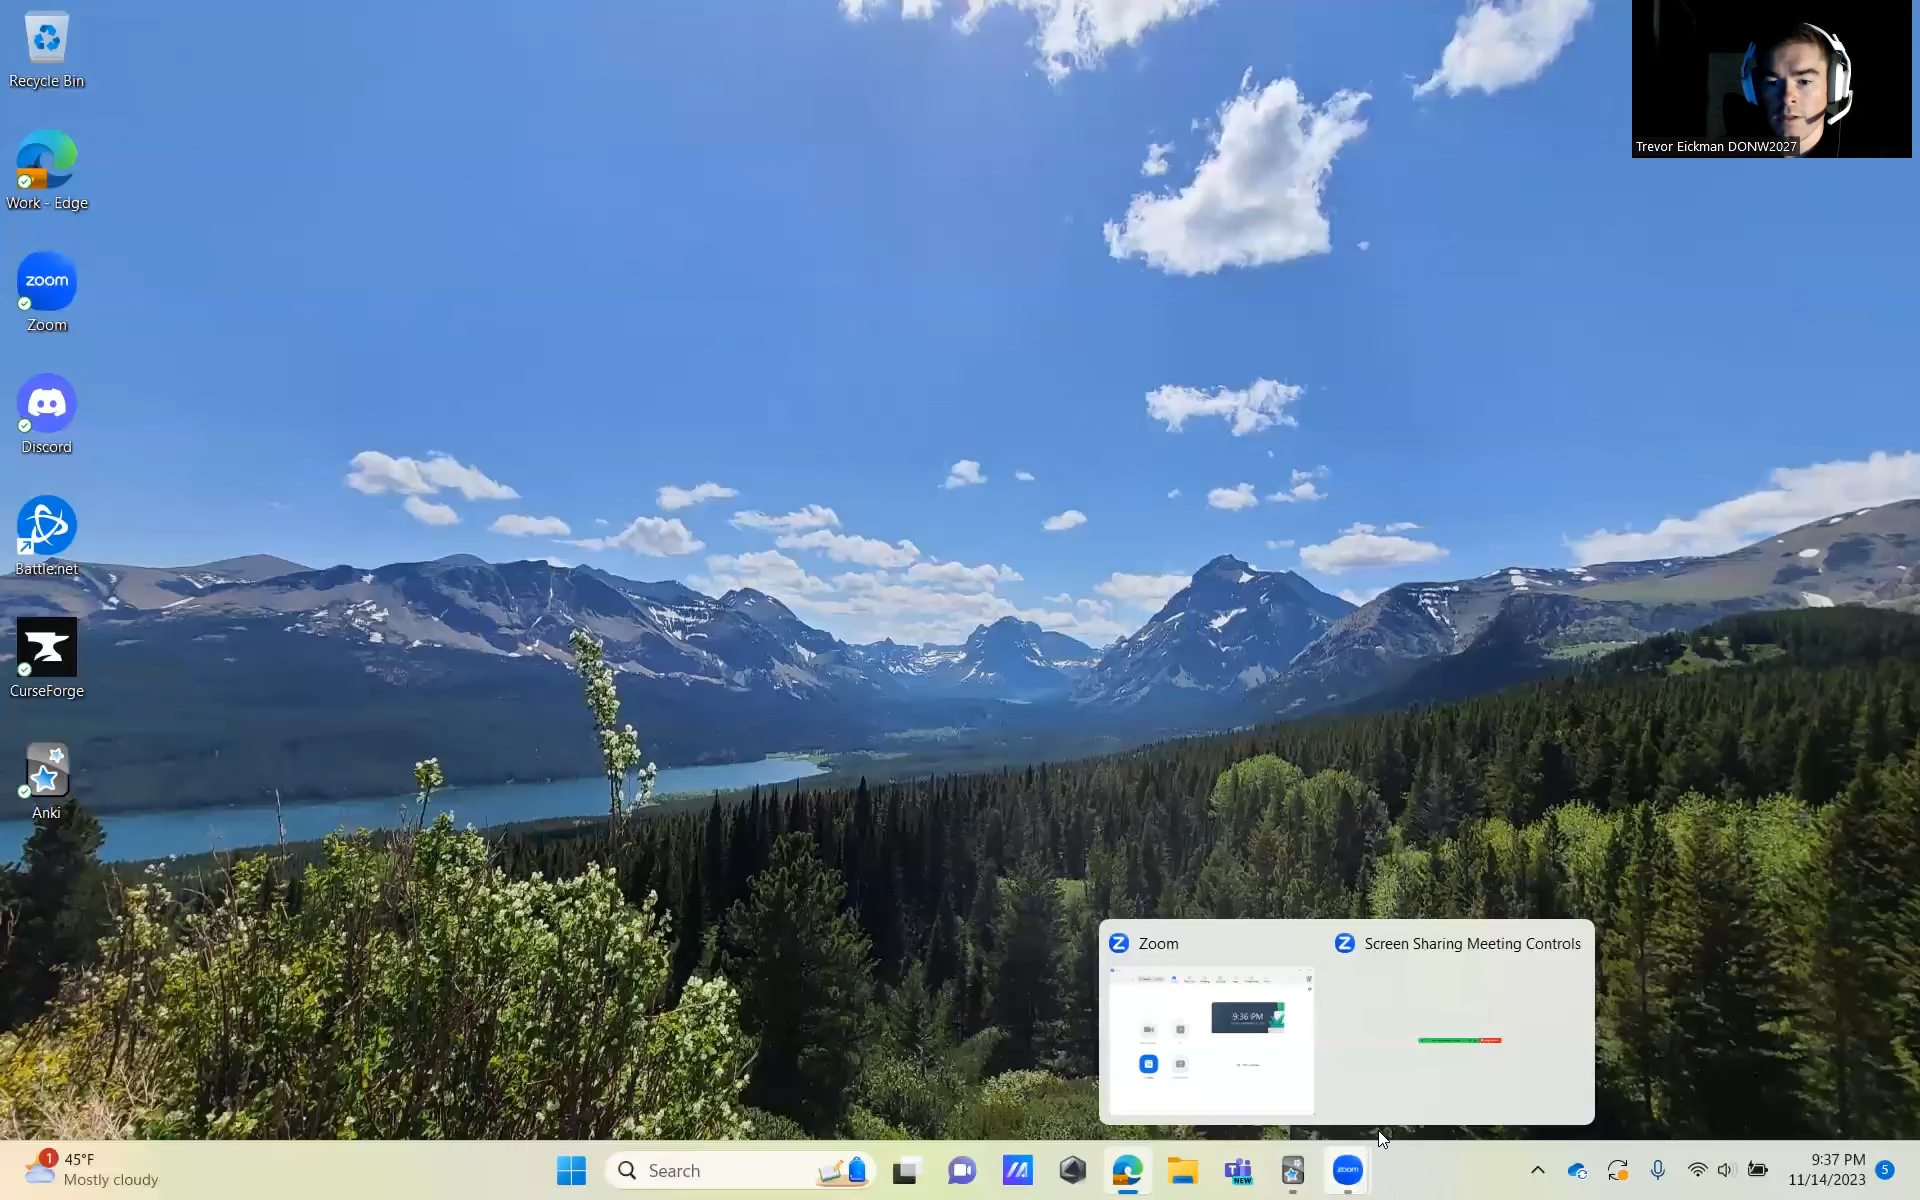 Recycle Bin
Work - Edge
zoom
Zoom
Discord
Battle.net
CurseForge
Anki
Trevor Eickman DONW2027
Zoom
Screen Sharing Meeting Controls
9:36 PM
1
45°F
Mostly cloudy
Search
NEW
zoom
9:37 PM
11/14/2023
5